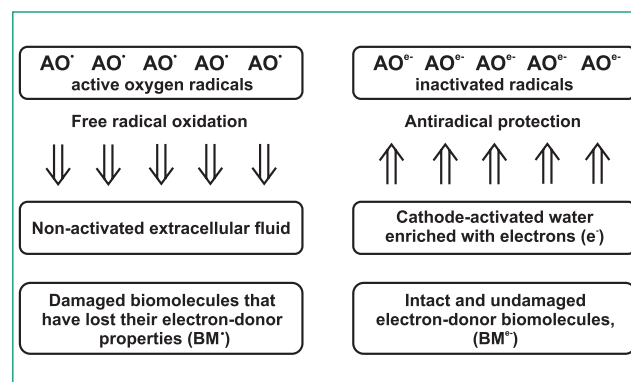 AO• AO• AO• AO• AO•
active oxygen radicals
Free radical oxidation
Non-activated extracellular fluid
Damaged biomolecules that
have lost their electron-donor
properties (BM•)
AOe- AOe- AOe- AOe- AOe-
inactivated radicals
Antiradical protection
Cathode-activated water
enriched with electrons (e-)
Intact and undamaged
electron-donor biomolecules,
(BMe-)